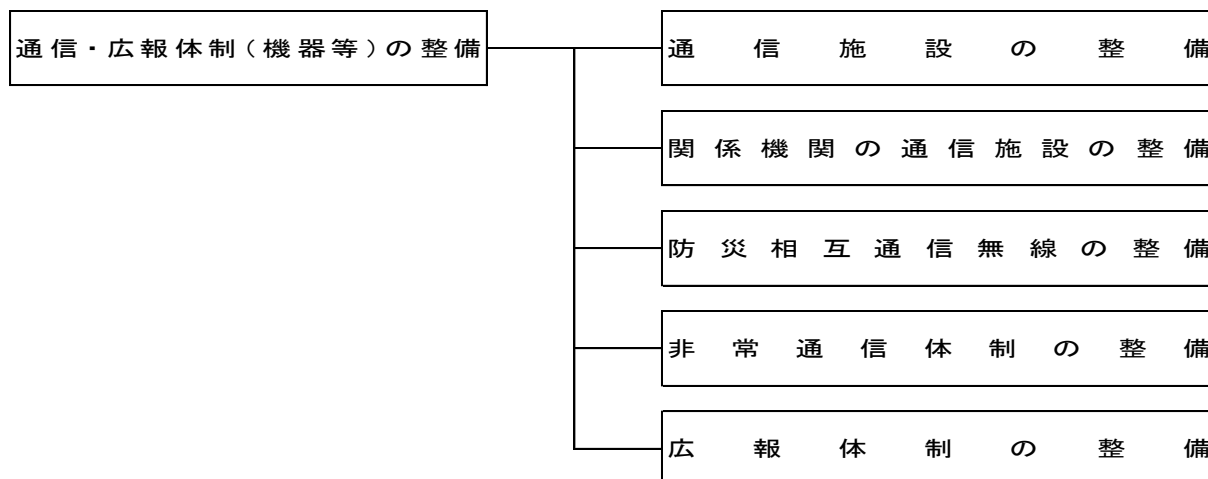 通信・広報体制(機器等)の整備
通信施設の整備
関係機関の通信施設の整備
防災相互通信無線の整備
非常通信体制の整備
広報体制の整備